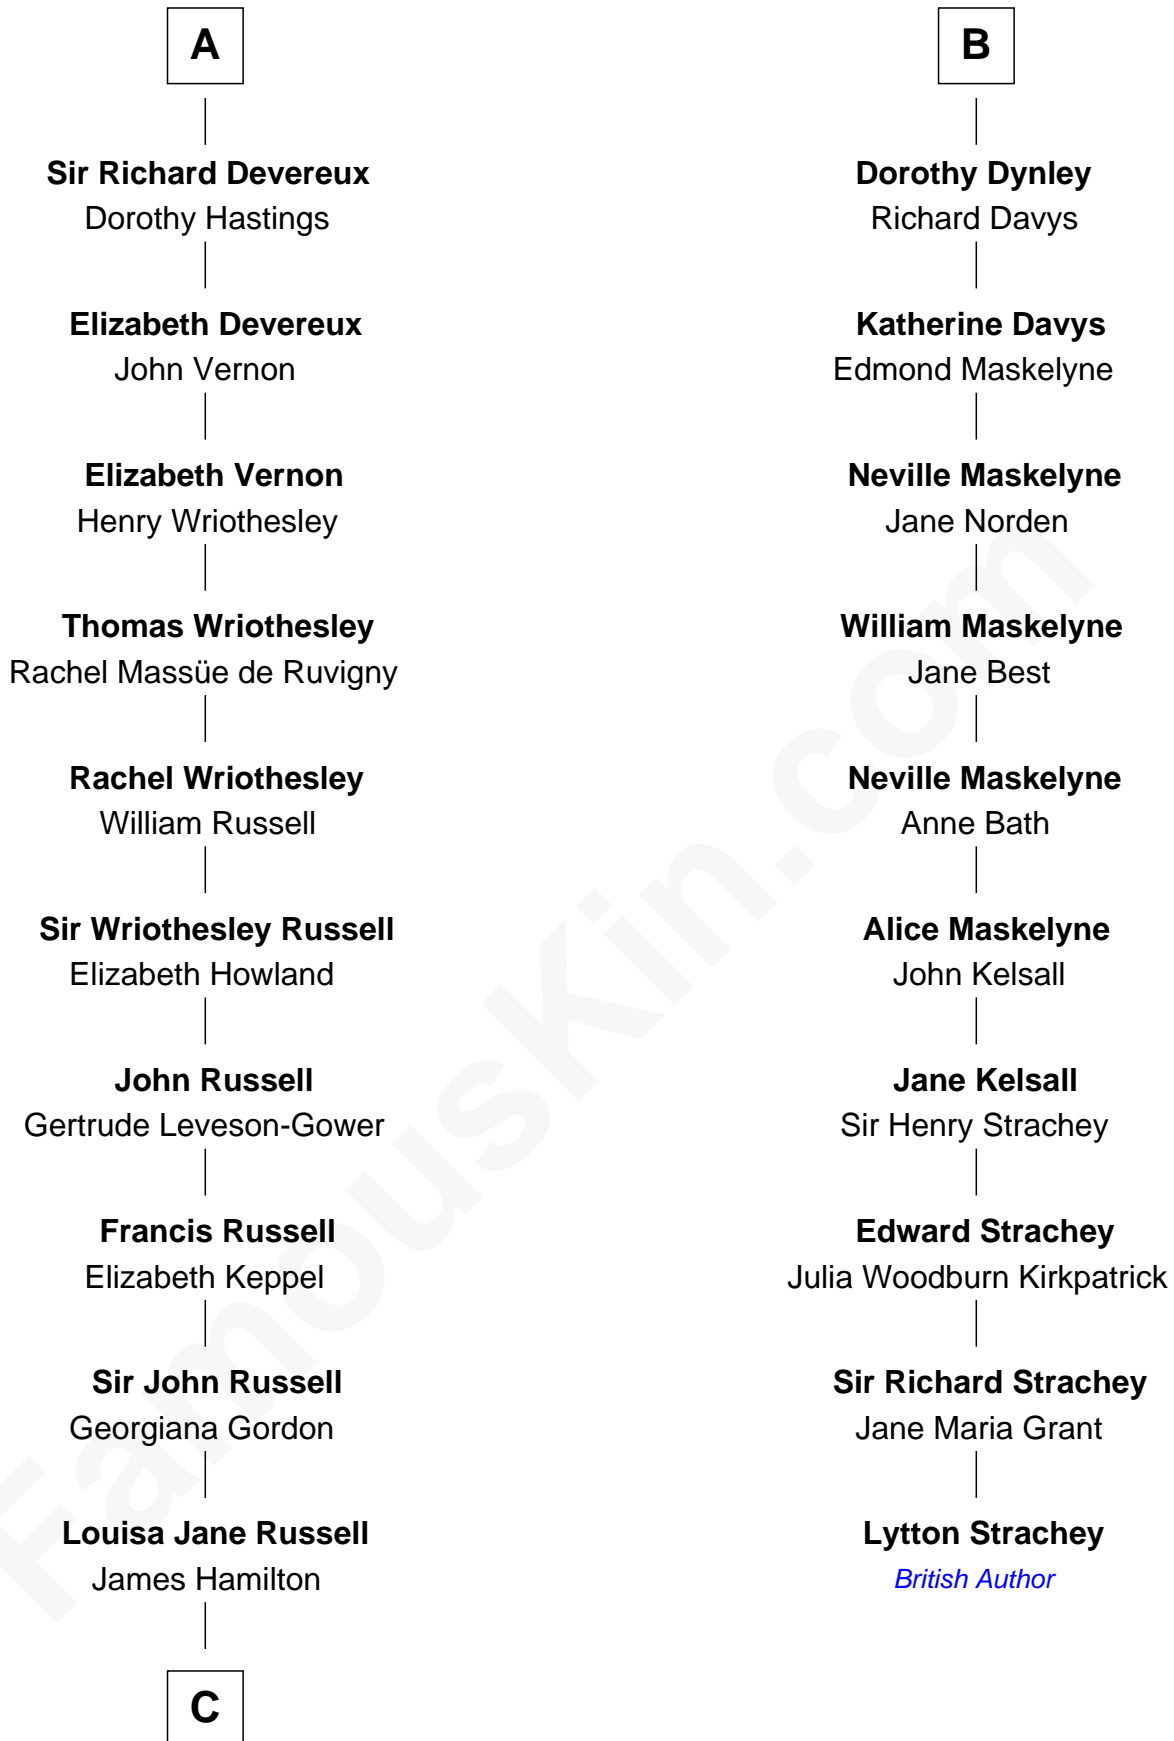 A
Sir Richard Devereux
Dorothy Hastings
Elizabeth Devereux
John Vernon
Elizabeth Vernon
Henry Wriothesley
Thomas Wriothesley
Rachel Massüe de Ruvigny
Rachel Wriothesley
William Russell
Sir Wriothesley Russell
Elizabeth Howland
John Russell
Gertrude Leveson-Gower
Francis Russell
Elizabeth Keppel
Sir John Russell
Georgiana Gordon
Louisa Jane Russell
James Hamilton
C
B
Dorothy Dynley
Richard Davys
Katherine Davys
Edmond Maskelyne
Neville Maskelyne
Jane Norden
William Maskelyne
Jane Best
Neville Maskelyne
Anne Bath
Alice Maskelyne
John Kelsall
Jane Kelsall
Sir Henry Strachey
Edward Strachey
Julia Woodburn Kirkpatrick
Sir Richard Strachey
Jane Maria Grant
Lytton Strachey
British Author
FamousKin.com